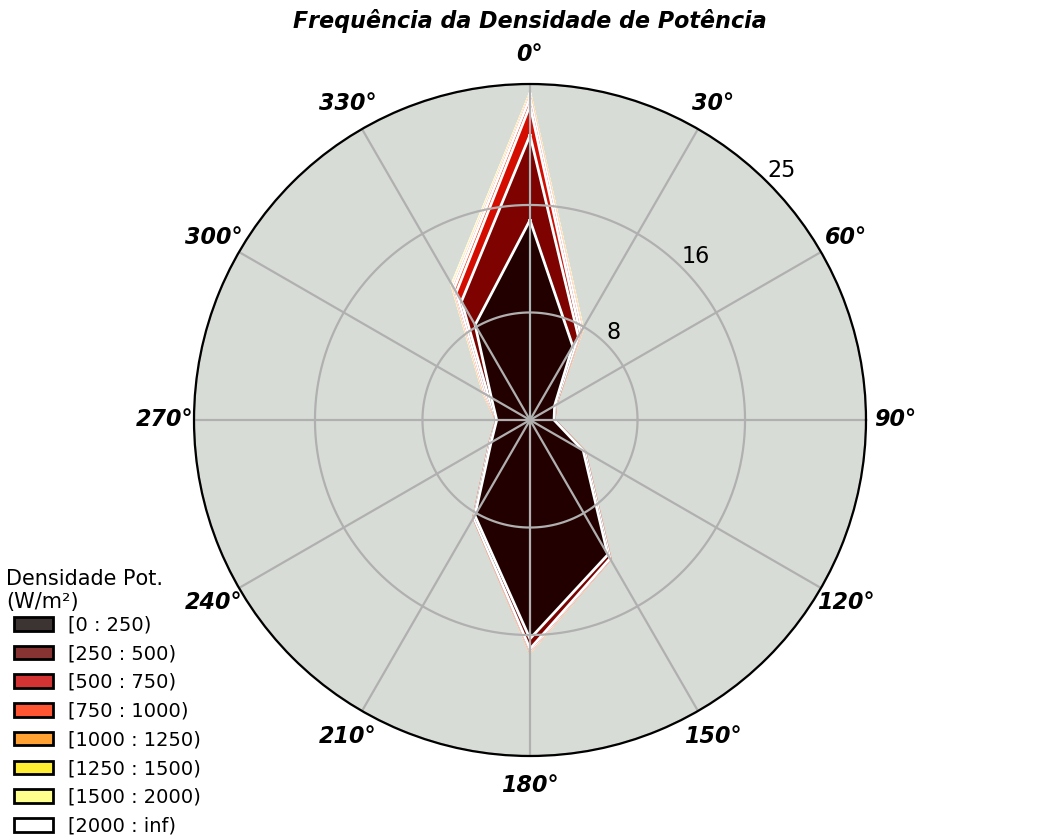 Frequência da Densidade de Potência
0°
330°
30°
25
300°
60°
16
8
270°
90°
Densidade Pot.
(W/m²)
240°
120°
[0 : 250)
[250 : 500)
[500 : 750)
[750 : 1000)
210°
150°
[1000 : 1250)
[1250 : 1500)
180°
[1500 : 2000)
[2000 : inf)